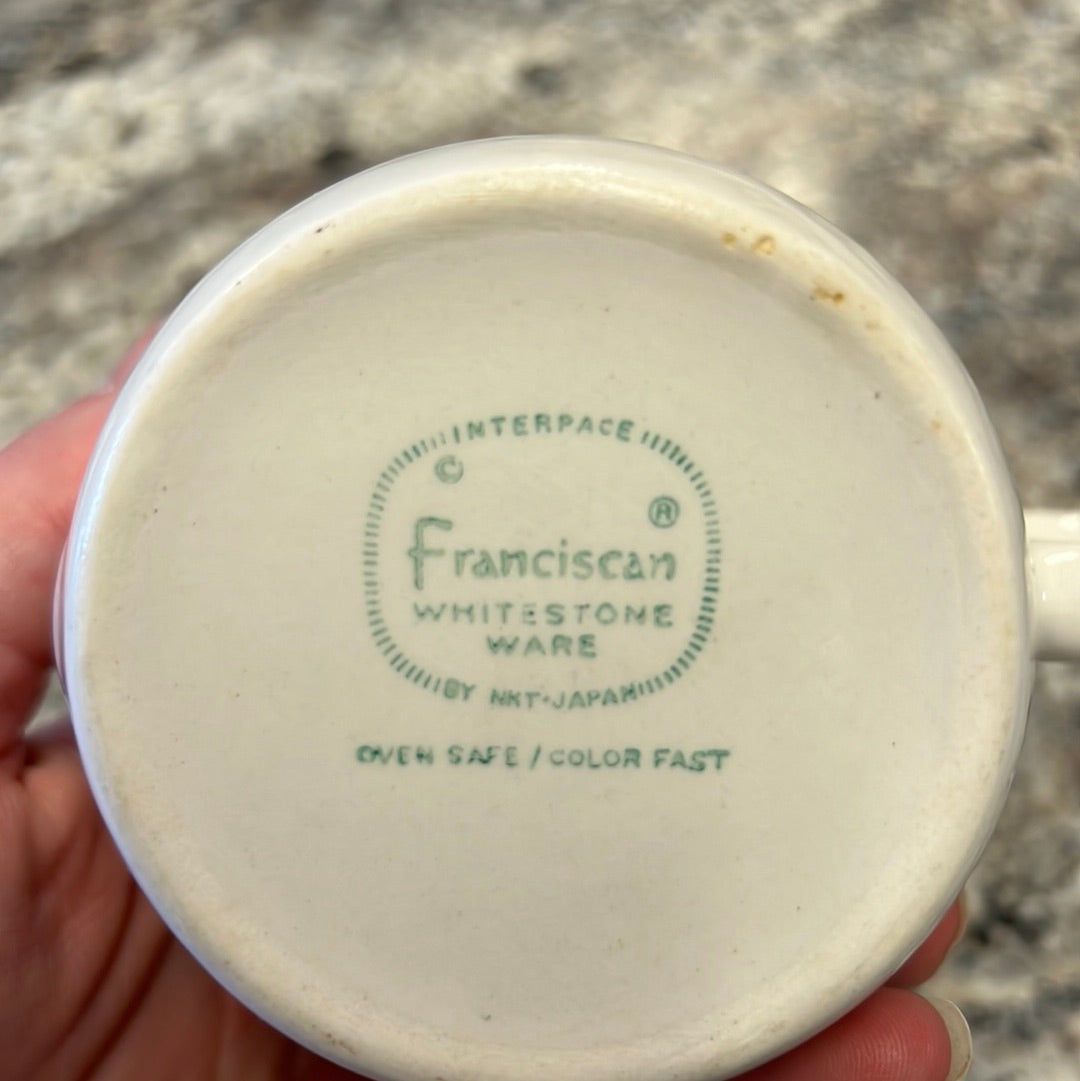 INTERPACE
©
®
Franciscan
WHITESTONE
WARE
BY NKT·JAPAN
OVEN SAFE / COLOR FAST